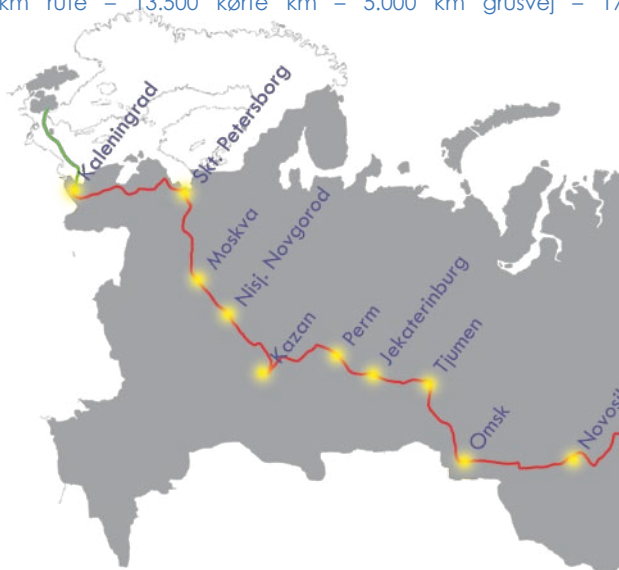 km rute – 13.500 kørte km – 5.000 km grusvej – 17
Kaleningrad
Skt. Petersborg
Moskva
Nisj. Novgorod
Kazan
Perm
Jekaterinburg
Tjumen
Omsk